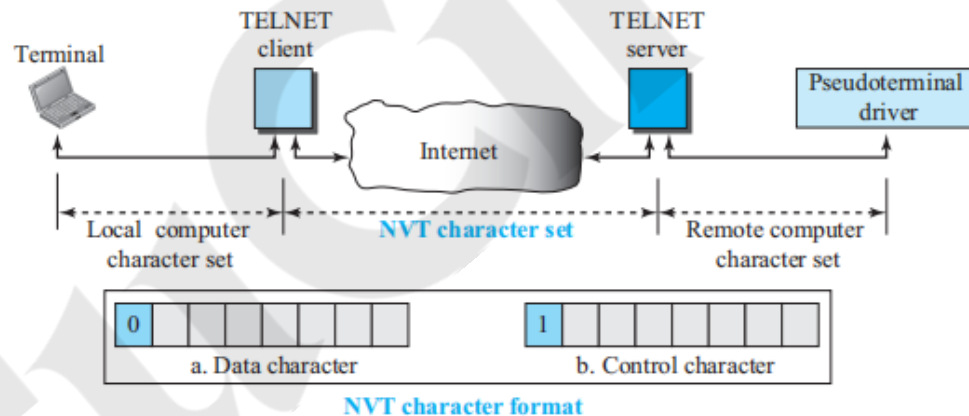 TELNET
client
TELNET
server
Terminal
Pseudoterminal
driver
Internet
Local computer
character set
NVT character set
Remote computer
character set
0
1
a. Data character
b. Control character
NVT character format